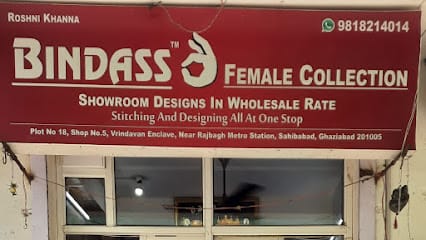 ROSHNI KHANNA
9818214014
BINDASS™ FEMALE COLLECTION
SHOWROOM DESIGNS IN WHOLESALE RATE
Stitching And Designing All At One Stop
Plot No 18, Shop No.5, Vrindavan Enclave, Near Rajbagh Metro Station, Sahibabad, Ghaziabad 201005